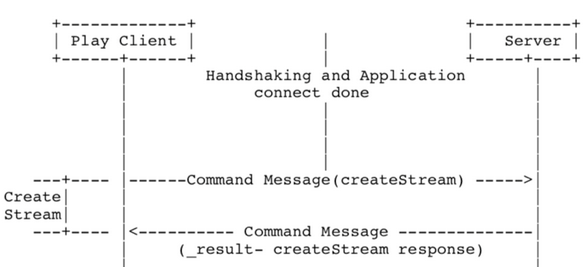 Play Client
Server
Handshaking and Application
connect done
Command Message(createStream)
Create
Stream
Command Message
(_result- createStream response)